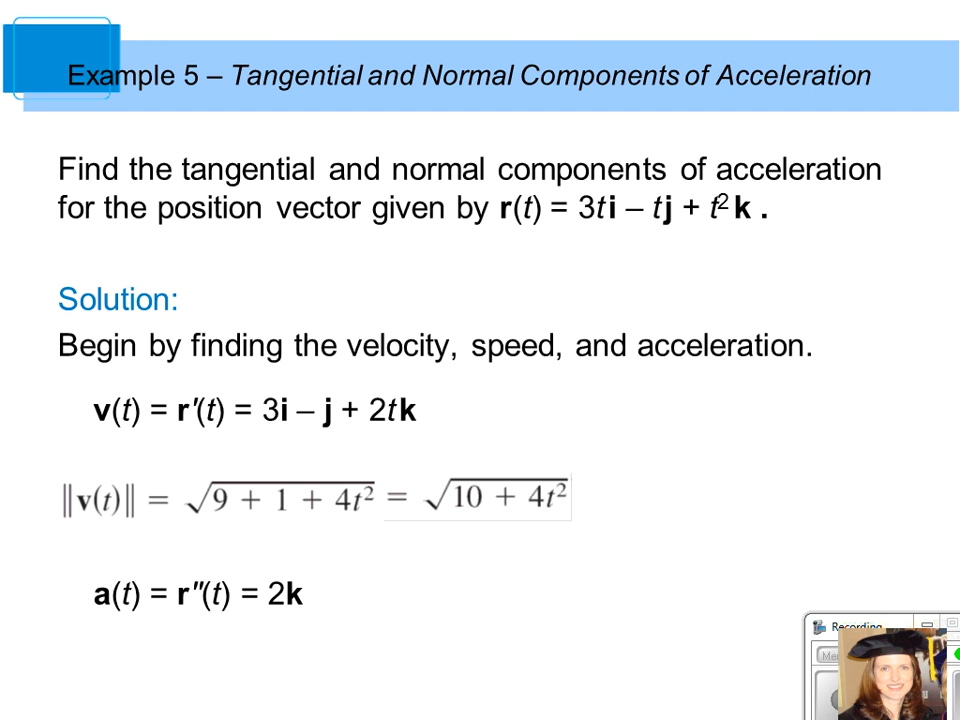 Example 5 – Tangential and Normal Components of Acceleration
Find the tangential and normal components of acceleration
for the position vector given by r(t) = 3ti – tj + t²k .
Solution:
Begin by finding the velocity, speed, and acceleration.
v(t) = r′(t) = 3i – j + 2tk
||v(t)|| = √(9 + 1 + 4t²) = √(10 + 4t²)
a(t) = r″(t) = 2k
Recording